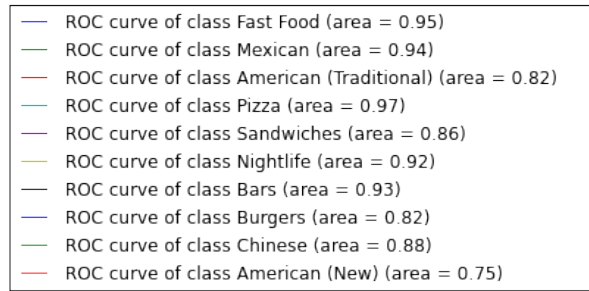 ROC curve of class Fast Food (area = 0.95)
ROC curve of class Mexican (area = 0.94)
ROC curve of class American (Traditional) (area = 0.82)
ROC curve of class Pizza (area = 0.97)
ROC curve of class Sandwiches (area = 0.86)
ROC curve of class Nightlife (area = 0.92)
ROC curve of class Bars (area = 0.93)
ROC curve of class Burgers (area = 0.82)
ROC curve of class Chinese (area = 0.88)
ROC curve of class American (New) (area = 0.75)